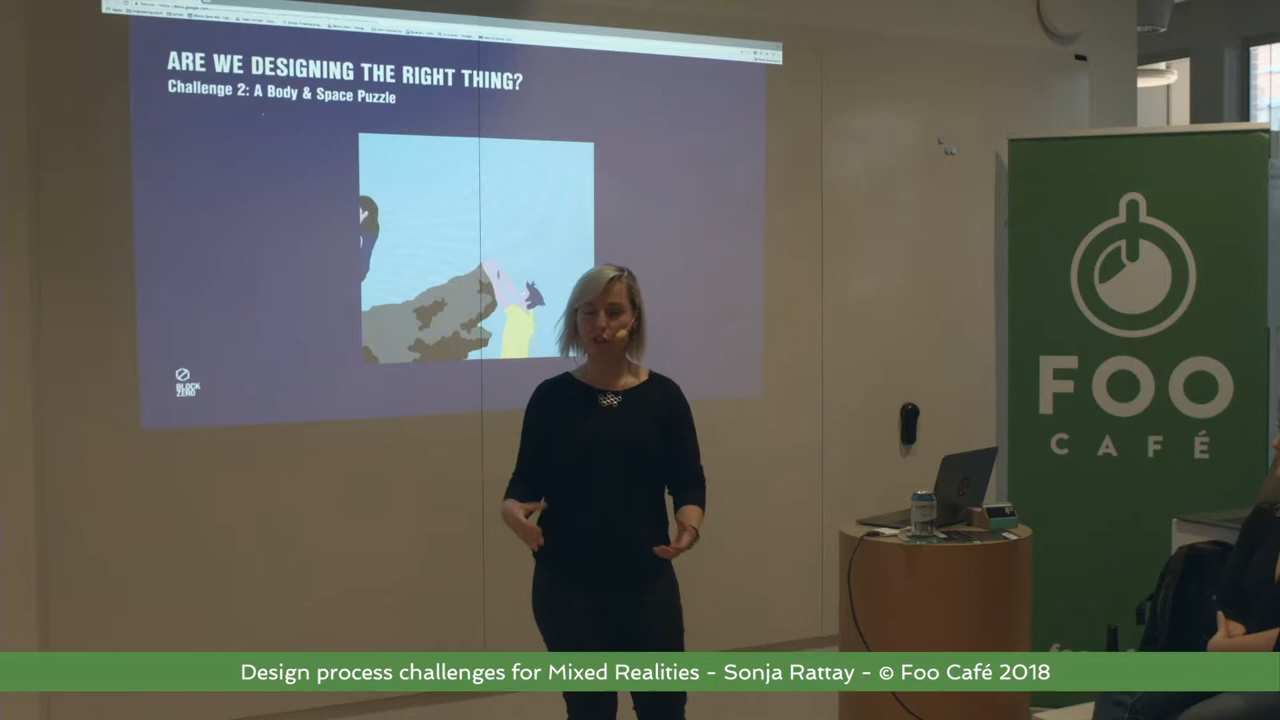 ARE WE DESIGNING THE RIGHT THING?
Challenge 2: A Body & Space Puzzle
BLOCK
ZERO
FOO
CAFÉ
Design process challenges for Mixed Realities - Sonja Rattay - © Foo Café 2018